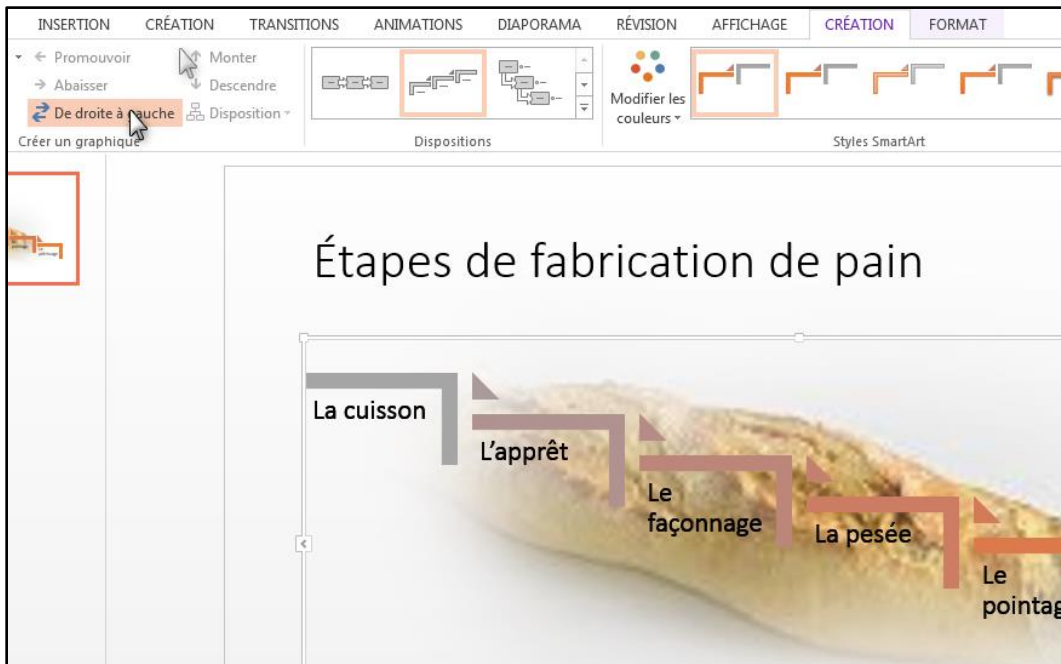 INSERTION CRÉATION TRANSITIONS ANIMATIONS DIAPORAMA RÉVISION AFFICHAGE CRÉATION FORMAT
Promouvoir Monter
Abaisser Descendre
De droite à gauche Disposition
Modifier les
couleurs
Créer un graphique Dispositions Styles SmartArt
Étapes de fabrication de pain
La cuisson
L'apprêt
Le
façonnage
La pesée
Le
pointag